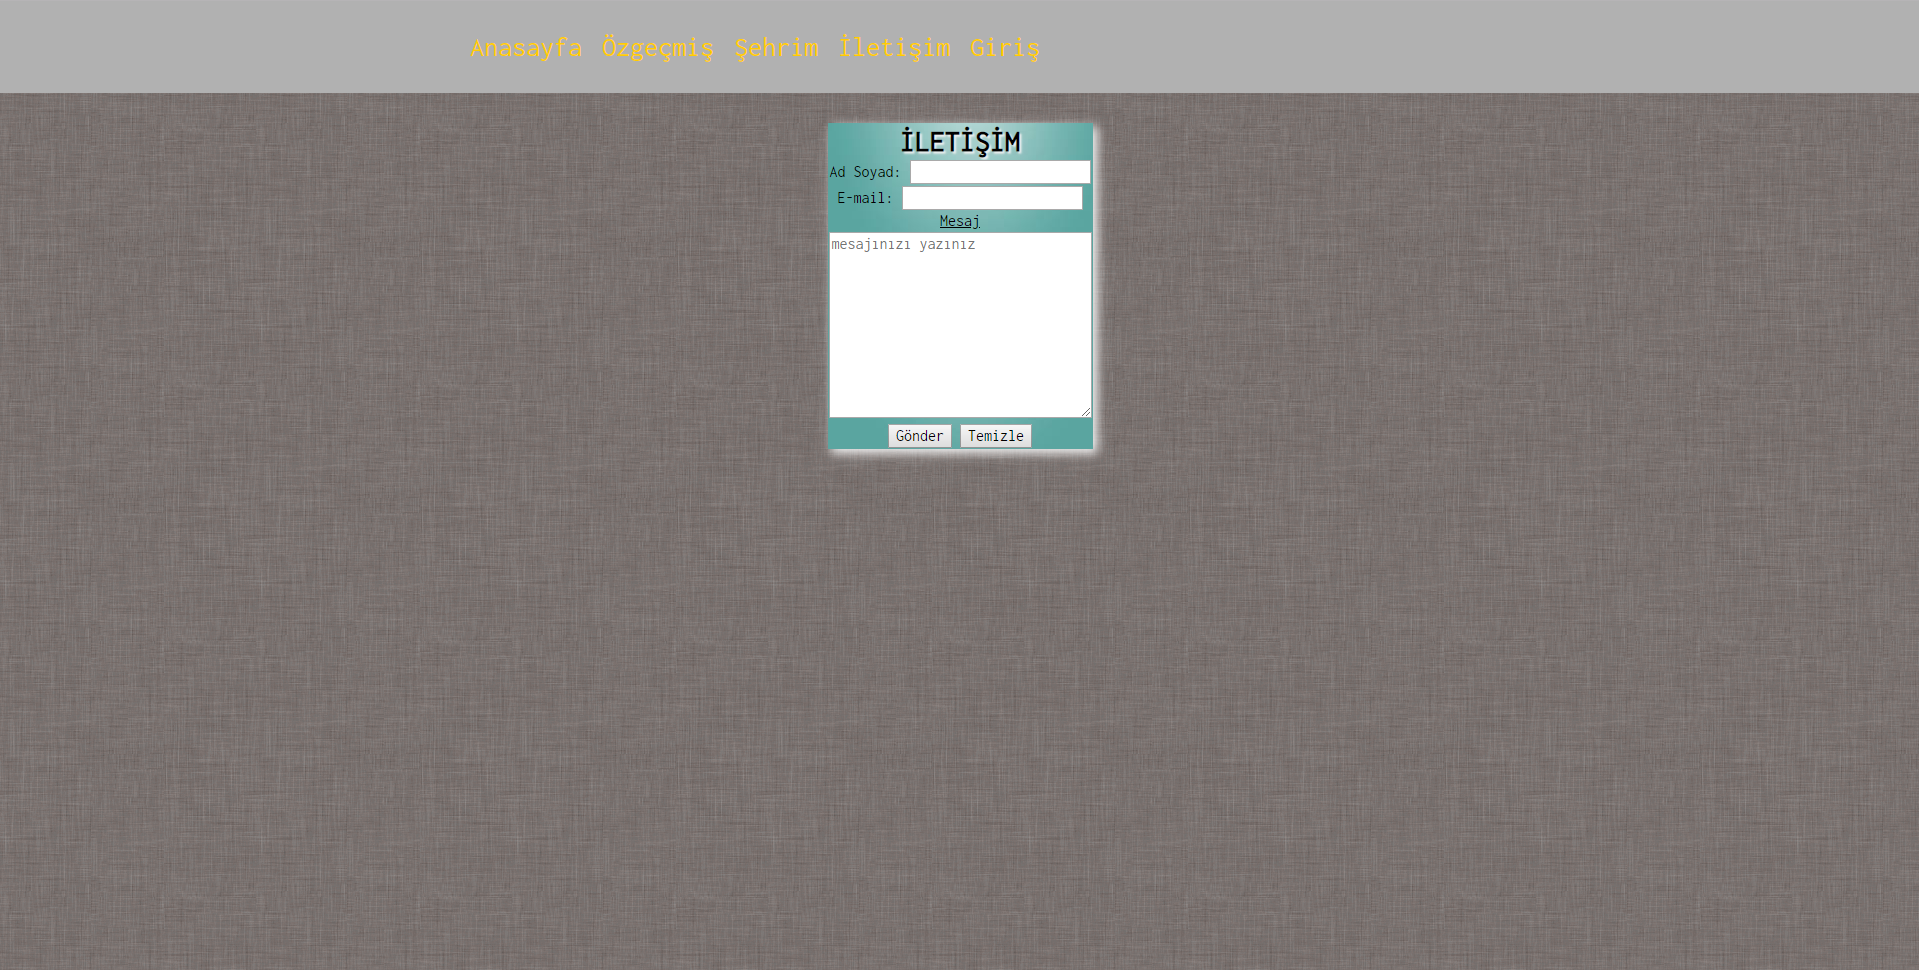 Anasayfa Özgeçmiş Şehrim İletişim Giriş
İLETİŞİM
Ad Soyad:
E-mail:
Mesaj
mesajınızı yazınız
Gönder Temizle